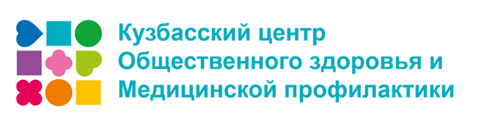 Кузбасский центр
Общественного здоровья и
Медицинской профилактики